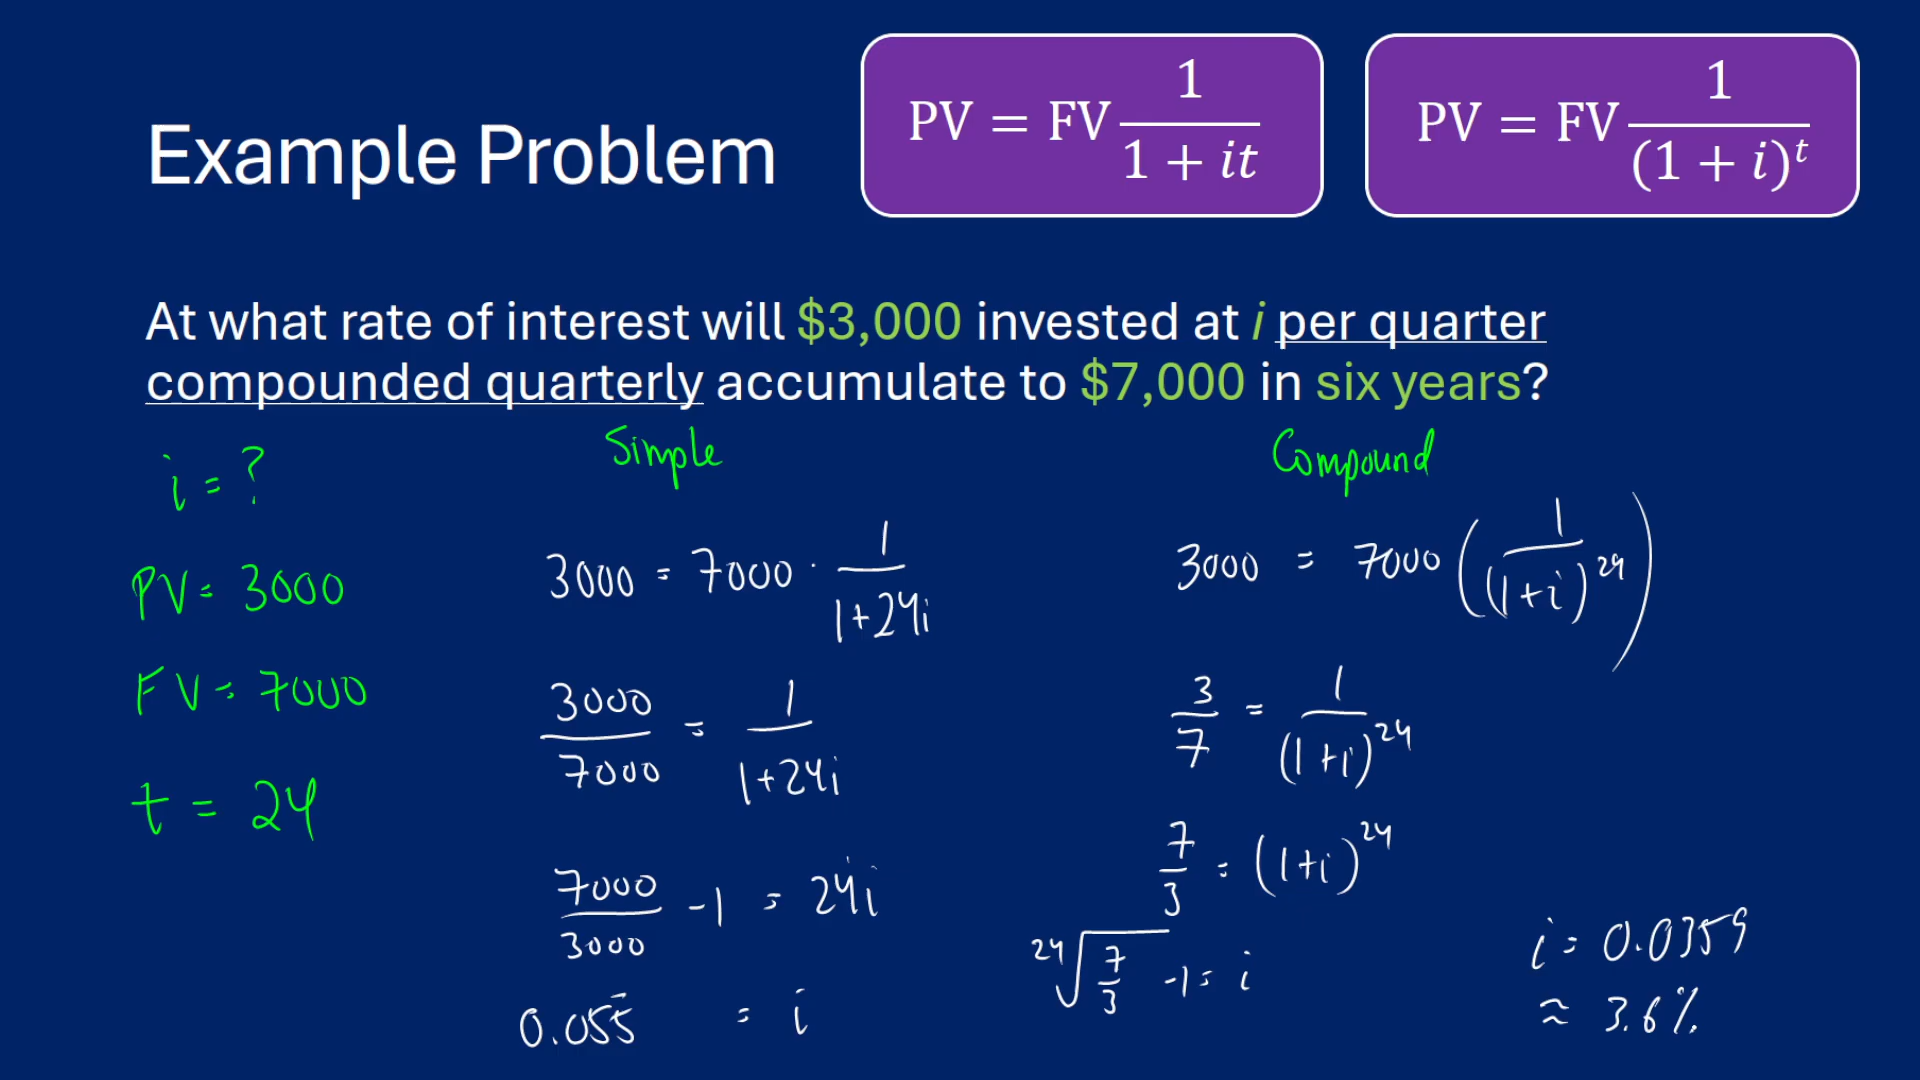 Example Problem
PV = FV 1/(1 + it)
PV = FV 1/(1 + i)^t
At what rate of interest will $3,000 invested at i per quarter
compounded quarterly accumulate to $7,000 in six years?
i = ?
PV = 3000
FV = 7000
t = 24
Simple
3000 = 7000 · 1/(1+24i)
3000/7000 = 1/(1+24i)
7000/3000 - 1 = 24i
0.055̄ = i
Compound
3000 = 7000 (1/(1+i)^24)
3/7 = 1/(1+i)^24
7/3 = (1+i)^24
24√(7/3) - 1 = i
i = 0.0359
≈ 3.6%